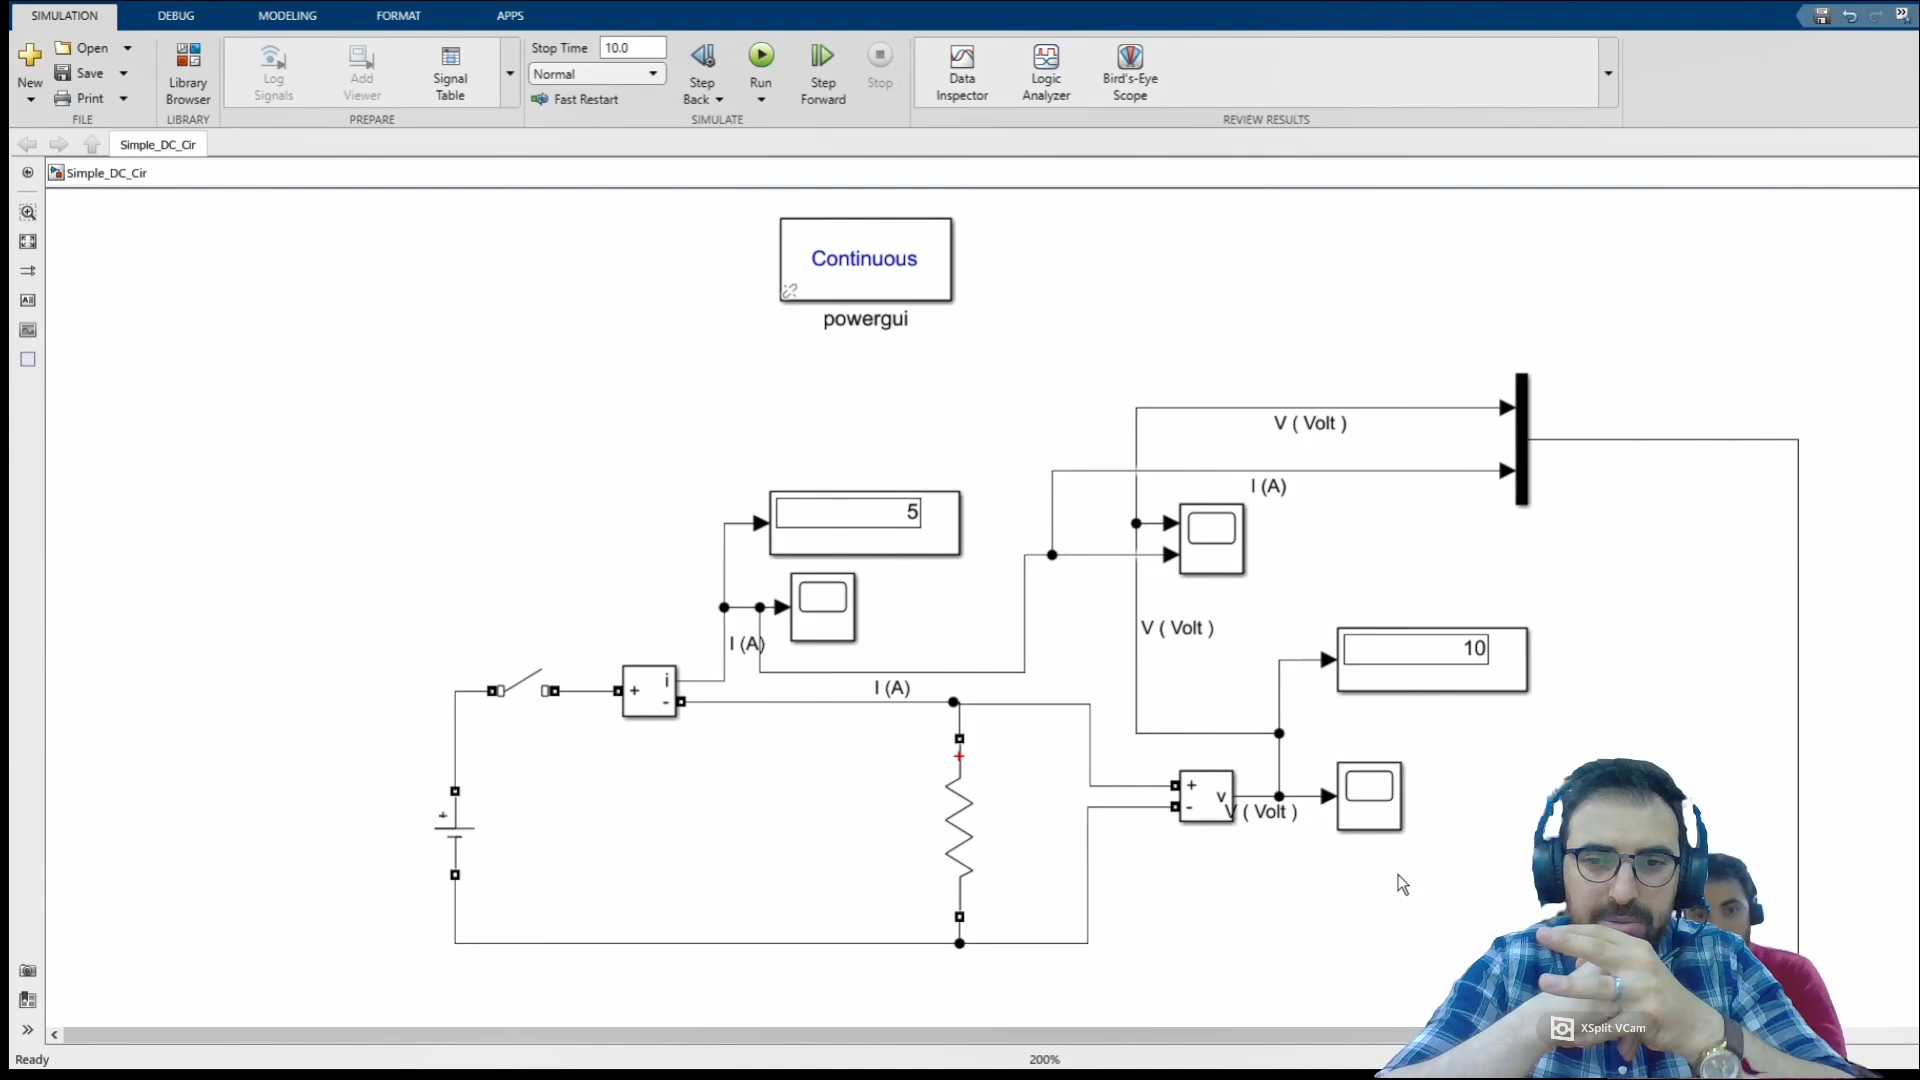 SIMULATION DEBUG MODELING FORMAT APPS
New
Open
Save
Print
FILE
Library Browser
LIBRARY
Log Signals
Add Viewer
Signal Table
PREPARE
Stop Time 10.0
Normal
Fast Restart
Step Back
Run
Step Forward
Stop
SIMULATE
Data Inspector
Logic Analyzer
Bird's-Eye Scope
REVIEW RESULTS
Simple_DC_Cir
Simple_DC_Cir
Continuous
powergui
V ( Volt )
I (A)
5
I (A)
V ( Volt )
10
+ i
-
I (A)
+
+
+ v
-
V ( Volt )
XSplit VCam
Ready 200%